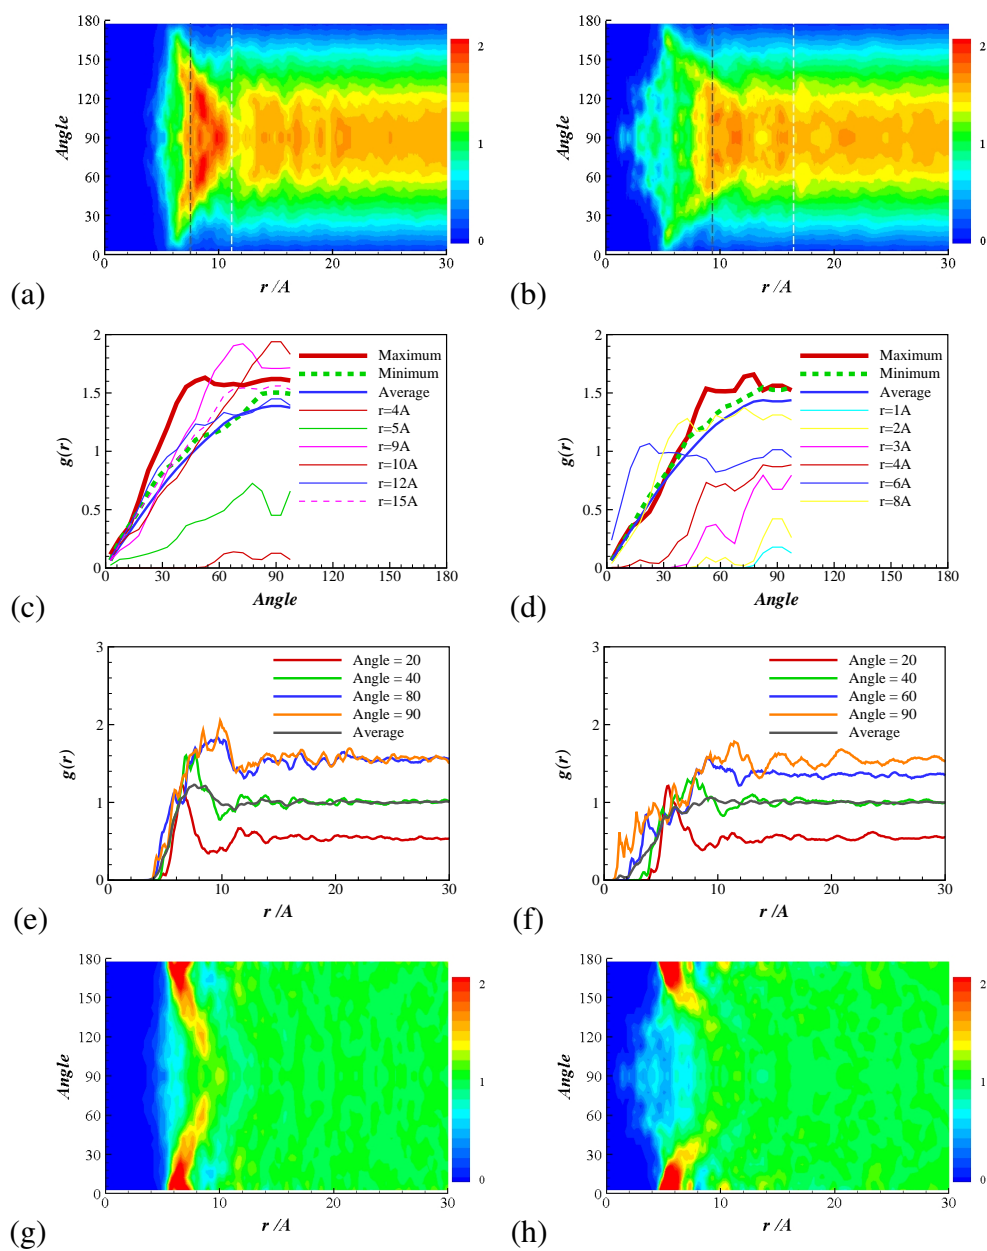 180
150
120
90
60
30
0
Angle
0
10
20
30
r /A
2
1
0
(a)
180
150
120
90
60
30
0
Angle
0
10
20
30
r /A
2
1
0
(b)
2
1.5
1
0.5
0
g(r)
0
30
60
90
120
150
180
Angle
Maximum
Minimum
Average
r=4A
r=5A
r=9A
r=10A
r=12A
r=15A
(c)
2
1.5
1
0.5
0
g(r)
0
30
60
90
120
150
180
Angle
Maximum
Minimum
Average
r=1A
r=2A
r=3A
r=4A
r=6A
r=8A
(d)
3
2
1
0
g(r)
0
10
20
30
r /A
Angle = 20
Angle = 40
Angle = 80
Angle = 90
Average
(e)
3
2
1
0
g(r)
0
10
20
30
r /A
Angle = 20
Angle = 40
Angle = 60
Angle = 90
Average
(f)
180
150
120
90
60
30
0
Angle
0
10
20
30
r /A
2
1
0
(g)
180
150
120
90
60
30
0
Angle
0
10
20
30
r /A
2
1
0
(h)